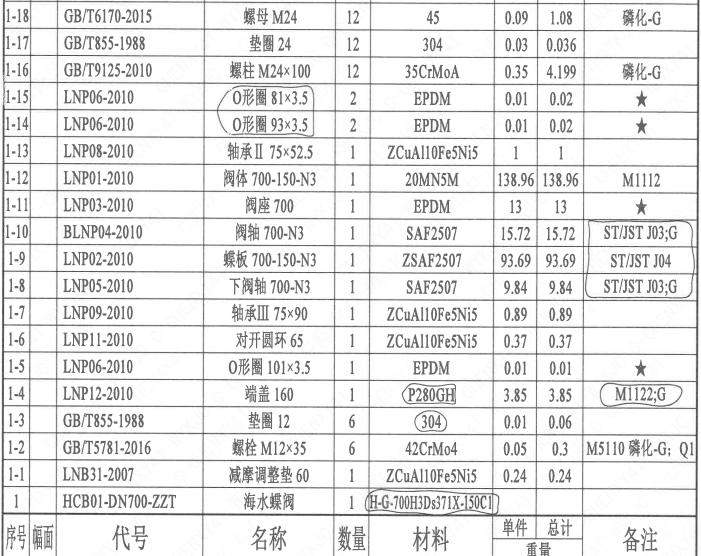 1-18 GB/T6170-2015 螺母 M24 12 45 0.09 1.08 磷化-G
1-17 GB/T855-1988 垫圈 24 12 304 0.03 0.036
1-16 GB/T9125-2010 螺柱 M24×100 12 35CrMoA 0.35 4.199 磷化-G
1-15 LNP06-2010 O形圈 81×3.5 2 EPDM 0.01 0.02 ★
1-14 LNP06-2010 O形圈 93×3.5 2 EPDM 0.01 0.02 ★
1-13 LNP08-2010 轴承Ⅱ 75×52.5 1 ZCuAl10Fe5Ni5 1 1
1-12 LNP01-2010 阀体 700-150-N3 1 20MN5M 138.96 138.96 M1112
1-11 LNP03-2010 阀座 700 1 EPDM 13 13 ★
1-10 BLNP04-2010 阀轴 700-N3 1 SAF2507 15.72 15.72 ST/JST J03;G
1-9 LNP02-2010 蝶板 700-150-N3 1 ZSAF2507 93.69 93.69 ST/JST J04
1-8 LNP05-2010 下阀轴 700-N3 1 SAF2507 9.84 9.84 ST/JST J03;G
1-7 LNP09-2010 轴承Ⅲ 75×90 1 ZCuAl10Fe5Ni5 0.89 0.89
1-6 LNP11-2010 对开圆环 65 1 ZCuAl10Fe5Ni5 0.37 0.37
1-5 LNP06-2010 O形圈 101×3.5 1 EPDM 0.01 0.01 ★
1-4 LNP12-2010 端盖 160 1 P280GH 3.85 3.85 M1122;G
1-3 GB/T855-1988 垫圈 12 6 304 0.01 0.06
1-2 GB/T5781-2016 螺栓 M12×35 6 42CrMo4 0.05 0.3 M5110 磷化-G; Q1
1-1 LNB31-2007 减摩调整垫 60 1 ZCuAl10Fe5Ni5 0.24 0.24
1 HCB01-DN700-ZZT 海水蝶阀 1 H-G-700H3Ds371X-150C1
序号 幅面 代号 名称 数量 材料 单件 总计 备注
重量